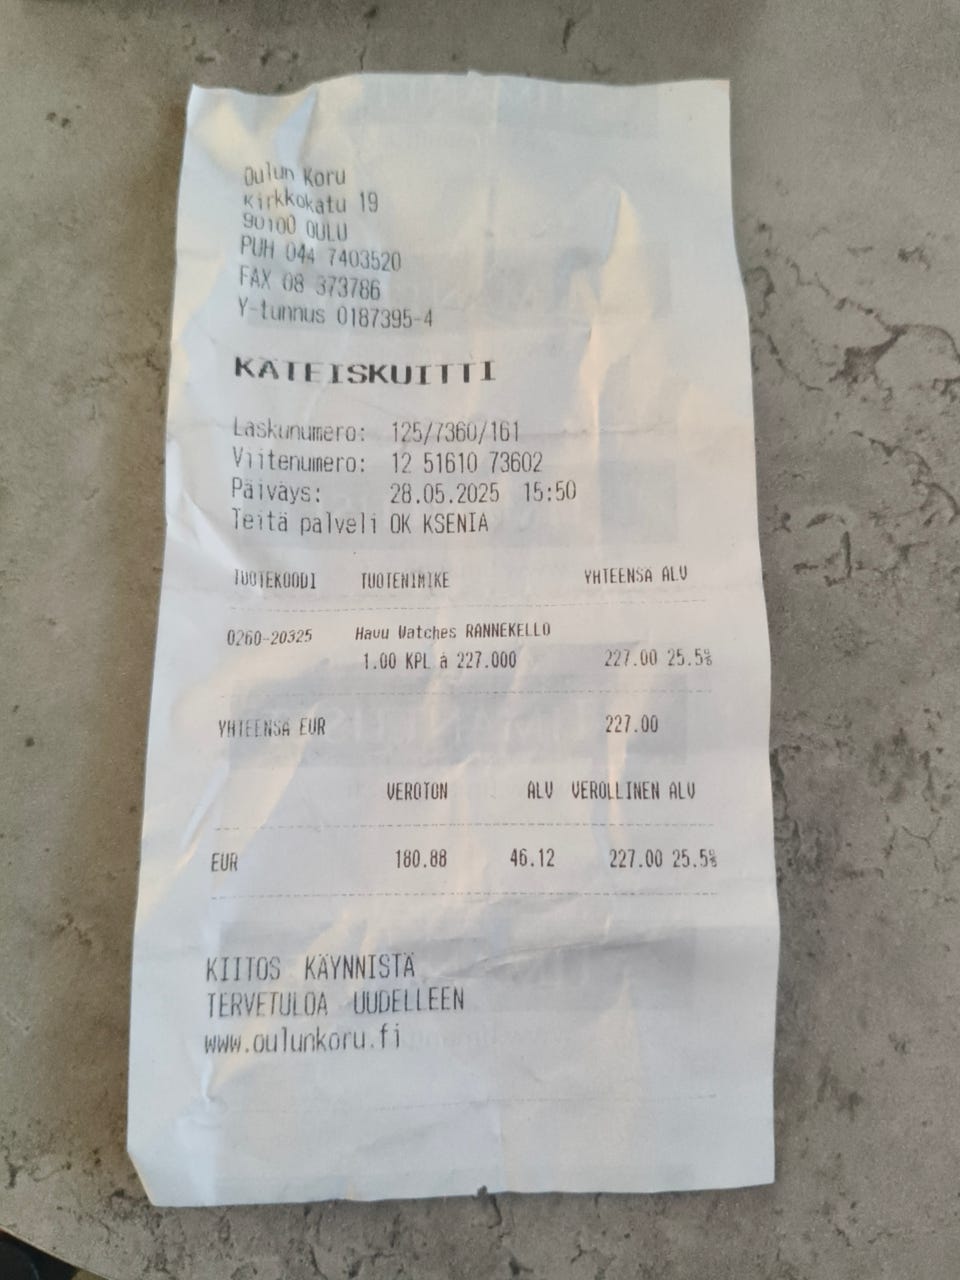 Oulun Koru
Kirkkokatu 19
90100 OULU
PUH 044 7403520
FAX 08 373786
Y-tunnus 0187395-4
KÄTEISKUITTI
Laskunumero: 125/7360/161
Viitenumero: 12 51610 73602
Päiväys: 28.05.2025 15:50
Teitä palveli OK KSENIA
TUOTEKOODI TUOTENIMIKE YHTEENSÄ ALV
0260-20325 Havu Watches RANNEKELLO
1.00 KPL à 227.000 227.00 25.5%
YHTEENSÄ EUR 227.00
VEROTON ALV VEROLLINEN ALV
EUR 180.88 46.12 227.00 25.5%
KIITOS KÄYNNISTÄ
TERVETULOA UUDELLEEN
www.oulunkoru.fi